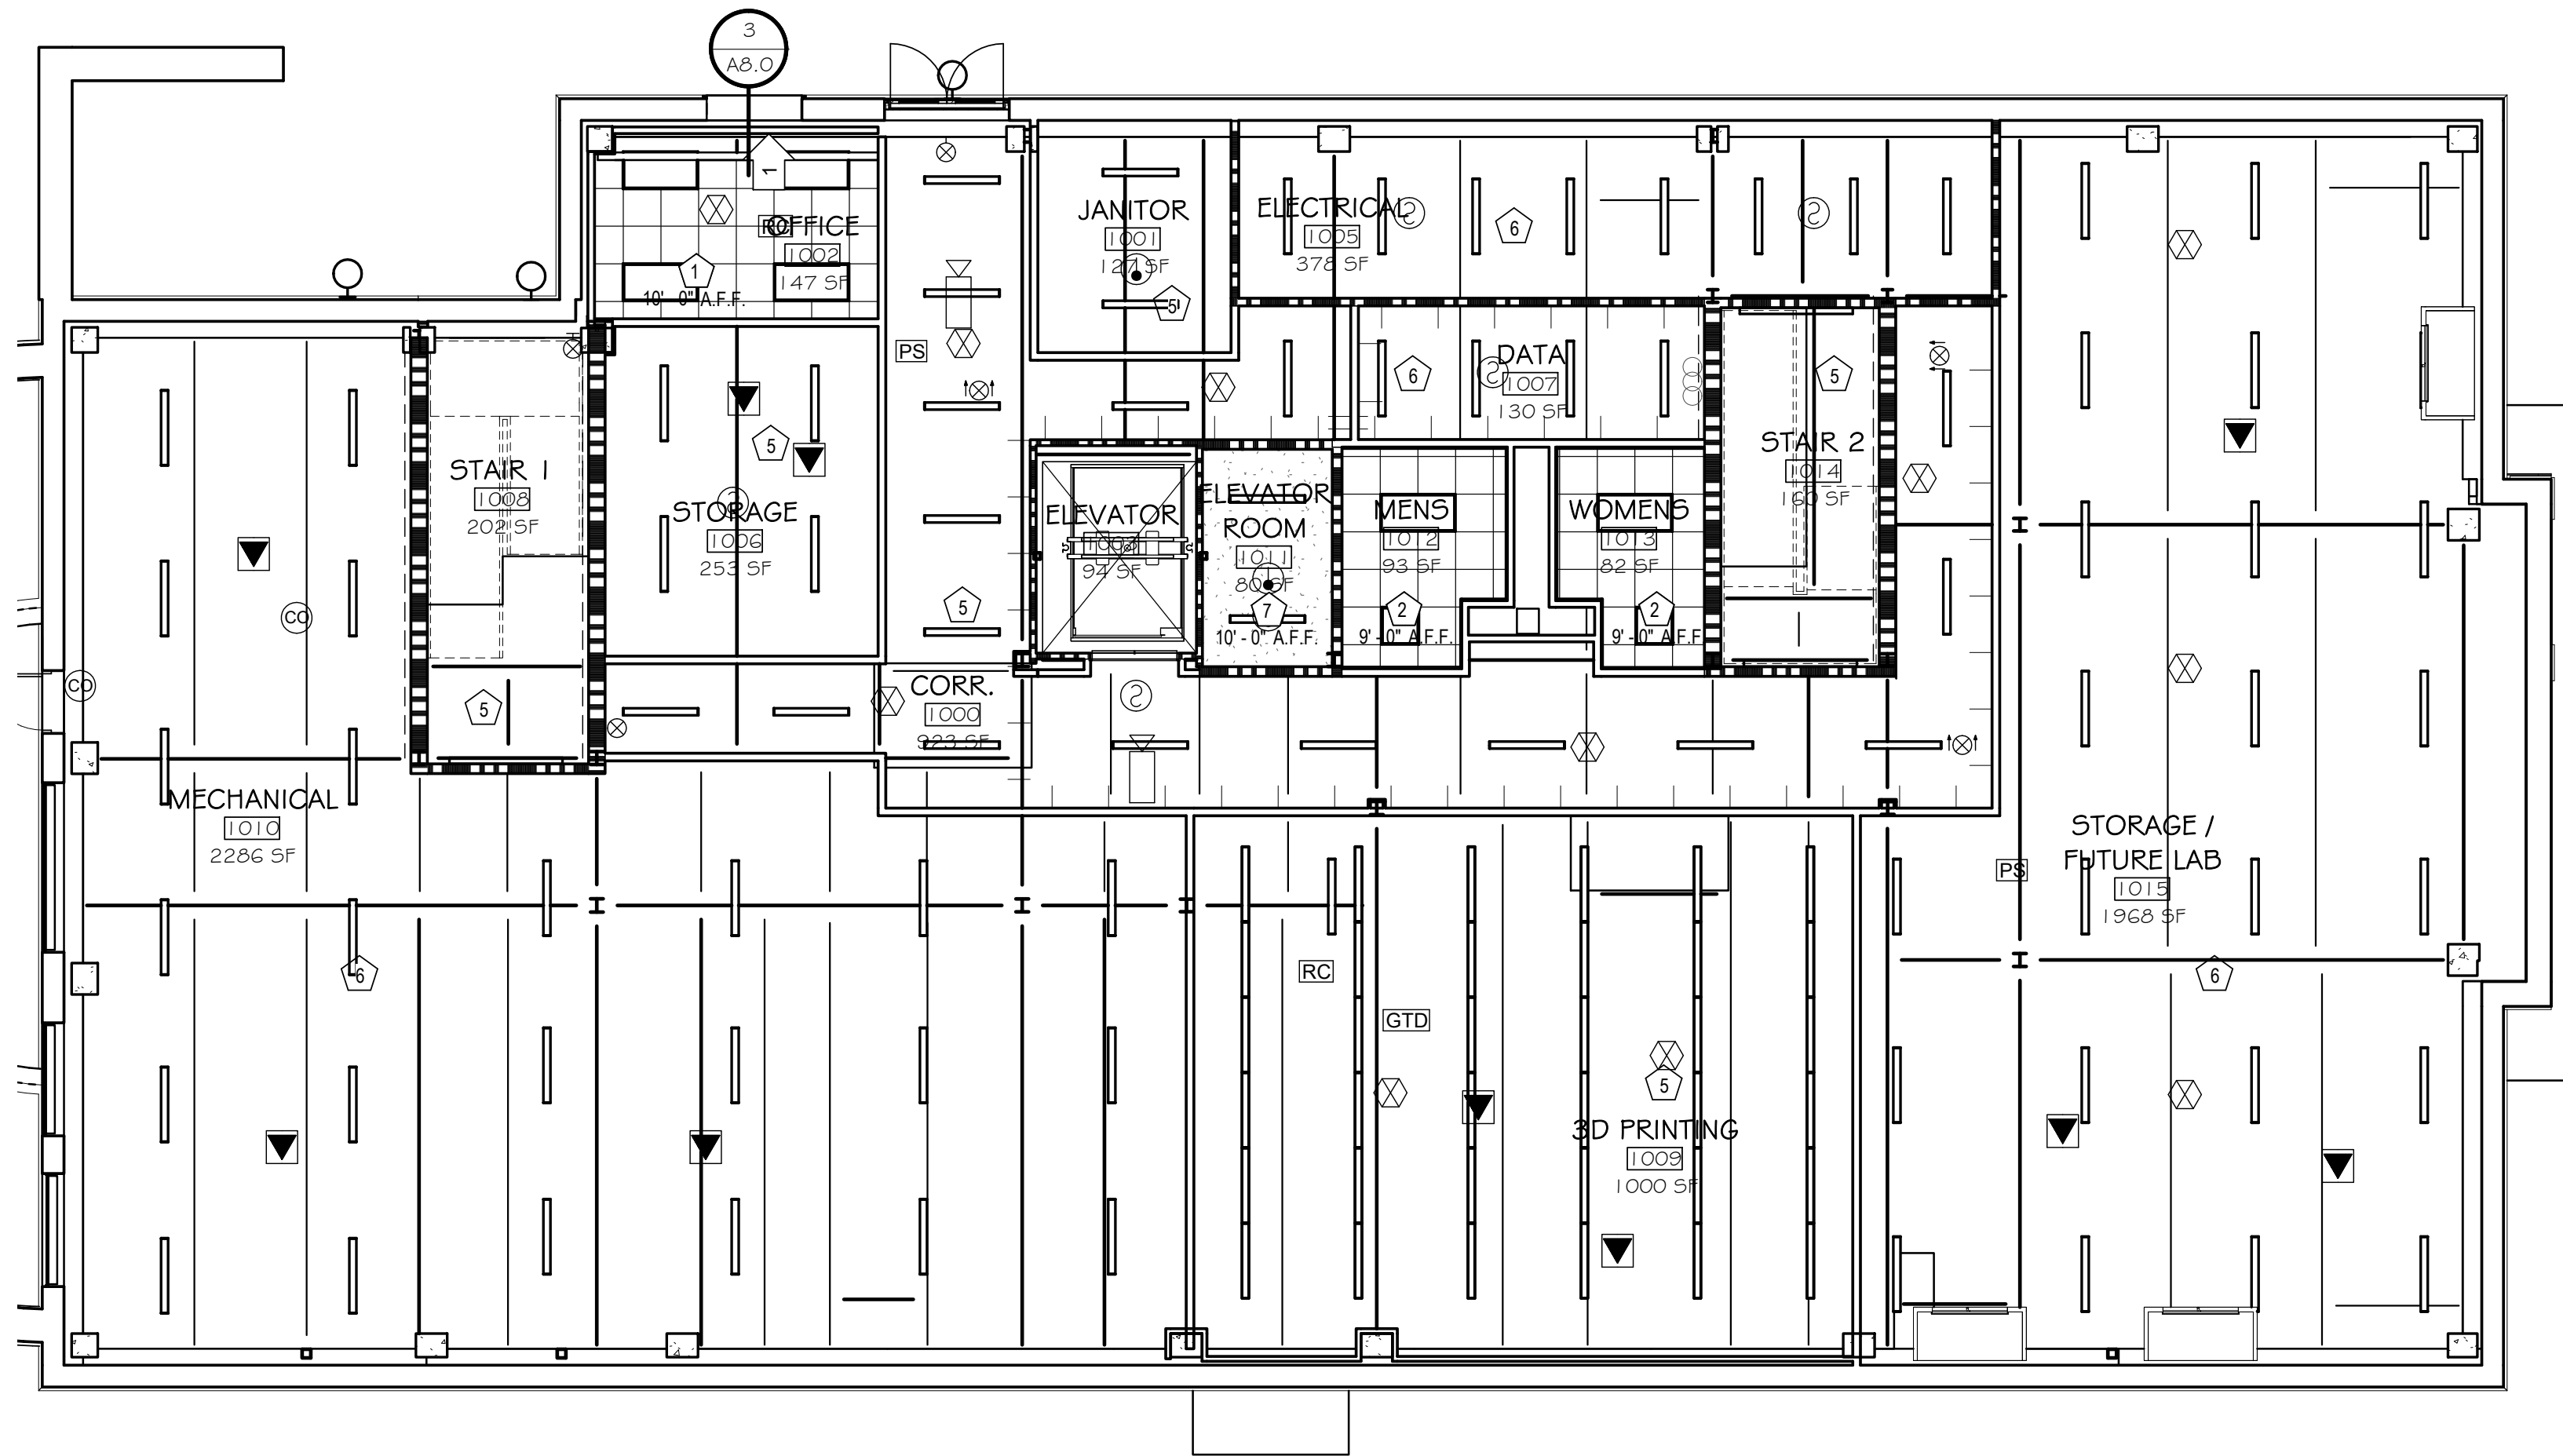 3
A8.0
1
OFFICE
RC
1002
147 SF
1
10' - 0" A.F.F.
JANITOR
1001
127 SF
5
ELECTRICAL
1005
378 SF
6
PS
DATA
1007
130 SF
6
5
STAIR 2
1014
160 SF
STAIR 1
1008
202 SF
5
5
STORAGE
1006
253 SF
ELEVATOR
1003
94 SF
ELEVATOR
ROOM
1011
80 SF
7
10' - 0" A.F.F.
MENS
1012
93 SF
2
9' - 0" A.F.F.
WOMENS
1013
82 SF
2
9' - 0" A.F.F
5
CO
CO
CORR.
1000
923 SF
MECHANICAL
1010
2286 SF
6
STORAGE /
FUTURE LAB
1015
1968 SF
PS
6
RC
GTD
5
3D PRINTING
1009
1000 SF